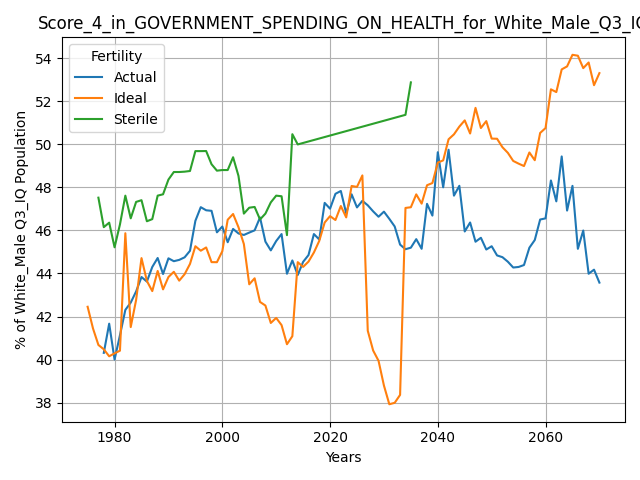 Score_4_in_GOVERNMENT_SPENDING_ON_HEALTH_for_White_Male_Q3_IQ
Fertility
Actual
Ideal
Sterile
54
52
50
48
46
44
42
40
38
% of White_Male Q3_IQ Population
1980
2000
2020
2040
2060
Years